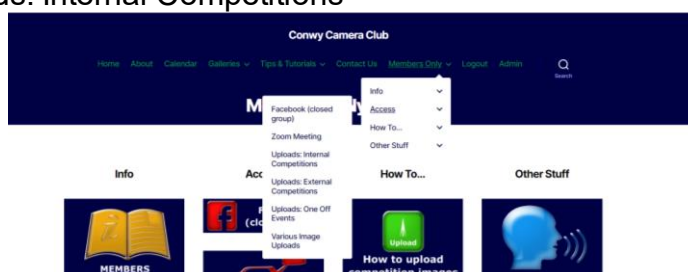 ds: Internal Competitions
Conwy Camera Club
Home About Calendar Galleries Tips & Tutorials Contact Us Members Only Logout Admin
Search
M
Info
Access
How To...
Other Stuff
Facebook (closed
group)
Zoom Meeting
Uploads: Internal
Competitions
Uploads: External
Competitions
Uploads: One Off
Events
Various Image
Uploads
Info
Acc
How To...
Other Stuff
MEMBERS
F
(clo
Upload
How to upload
competition images